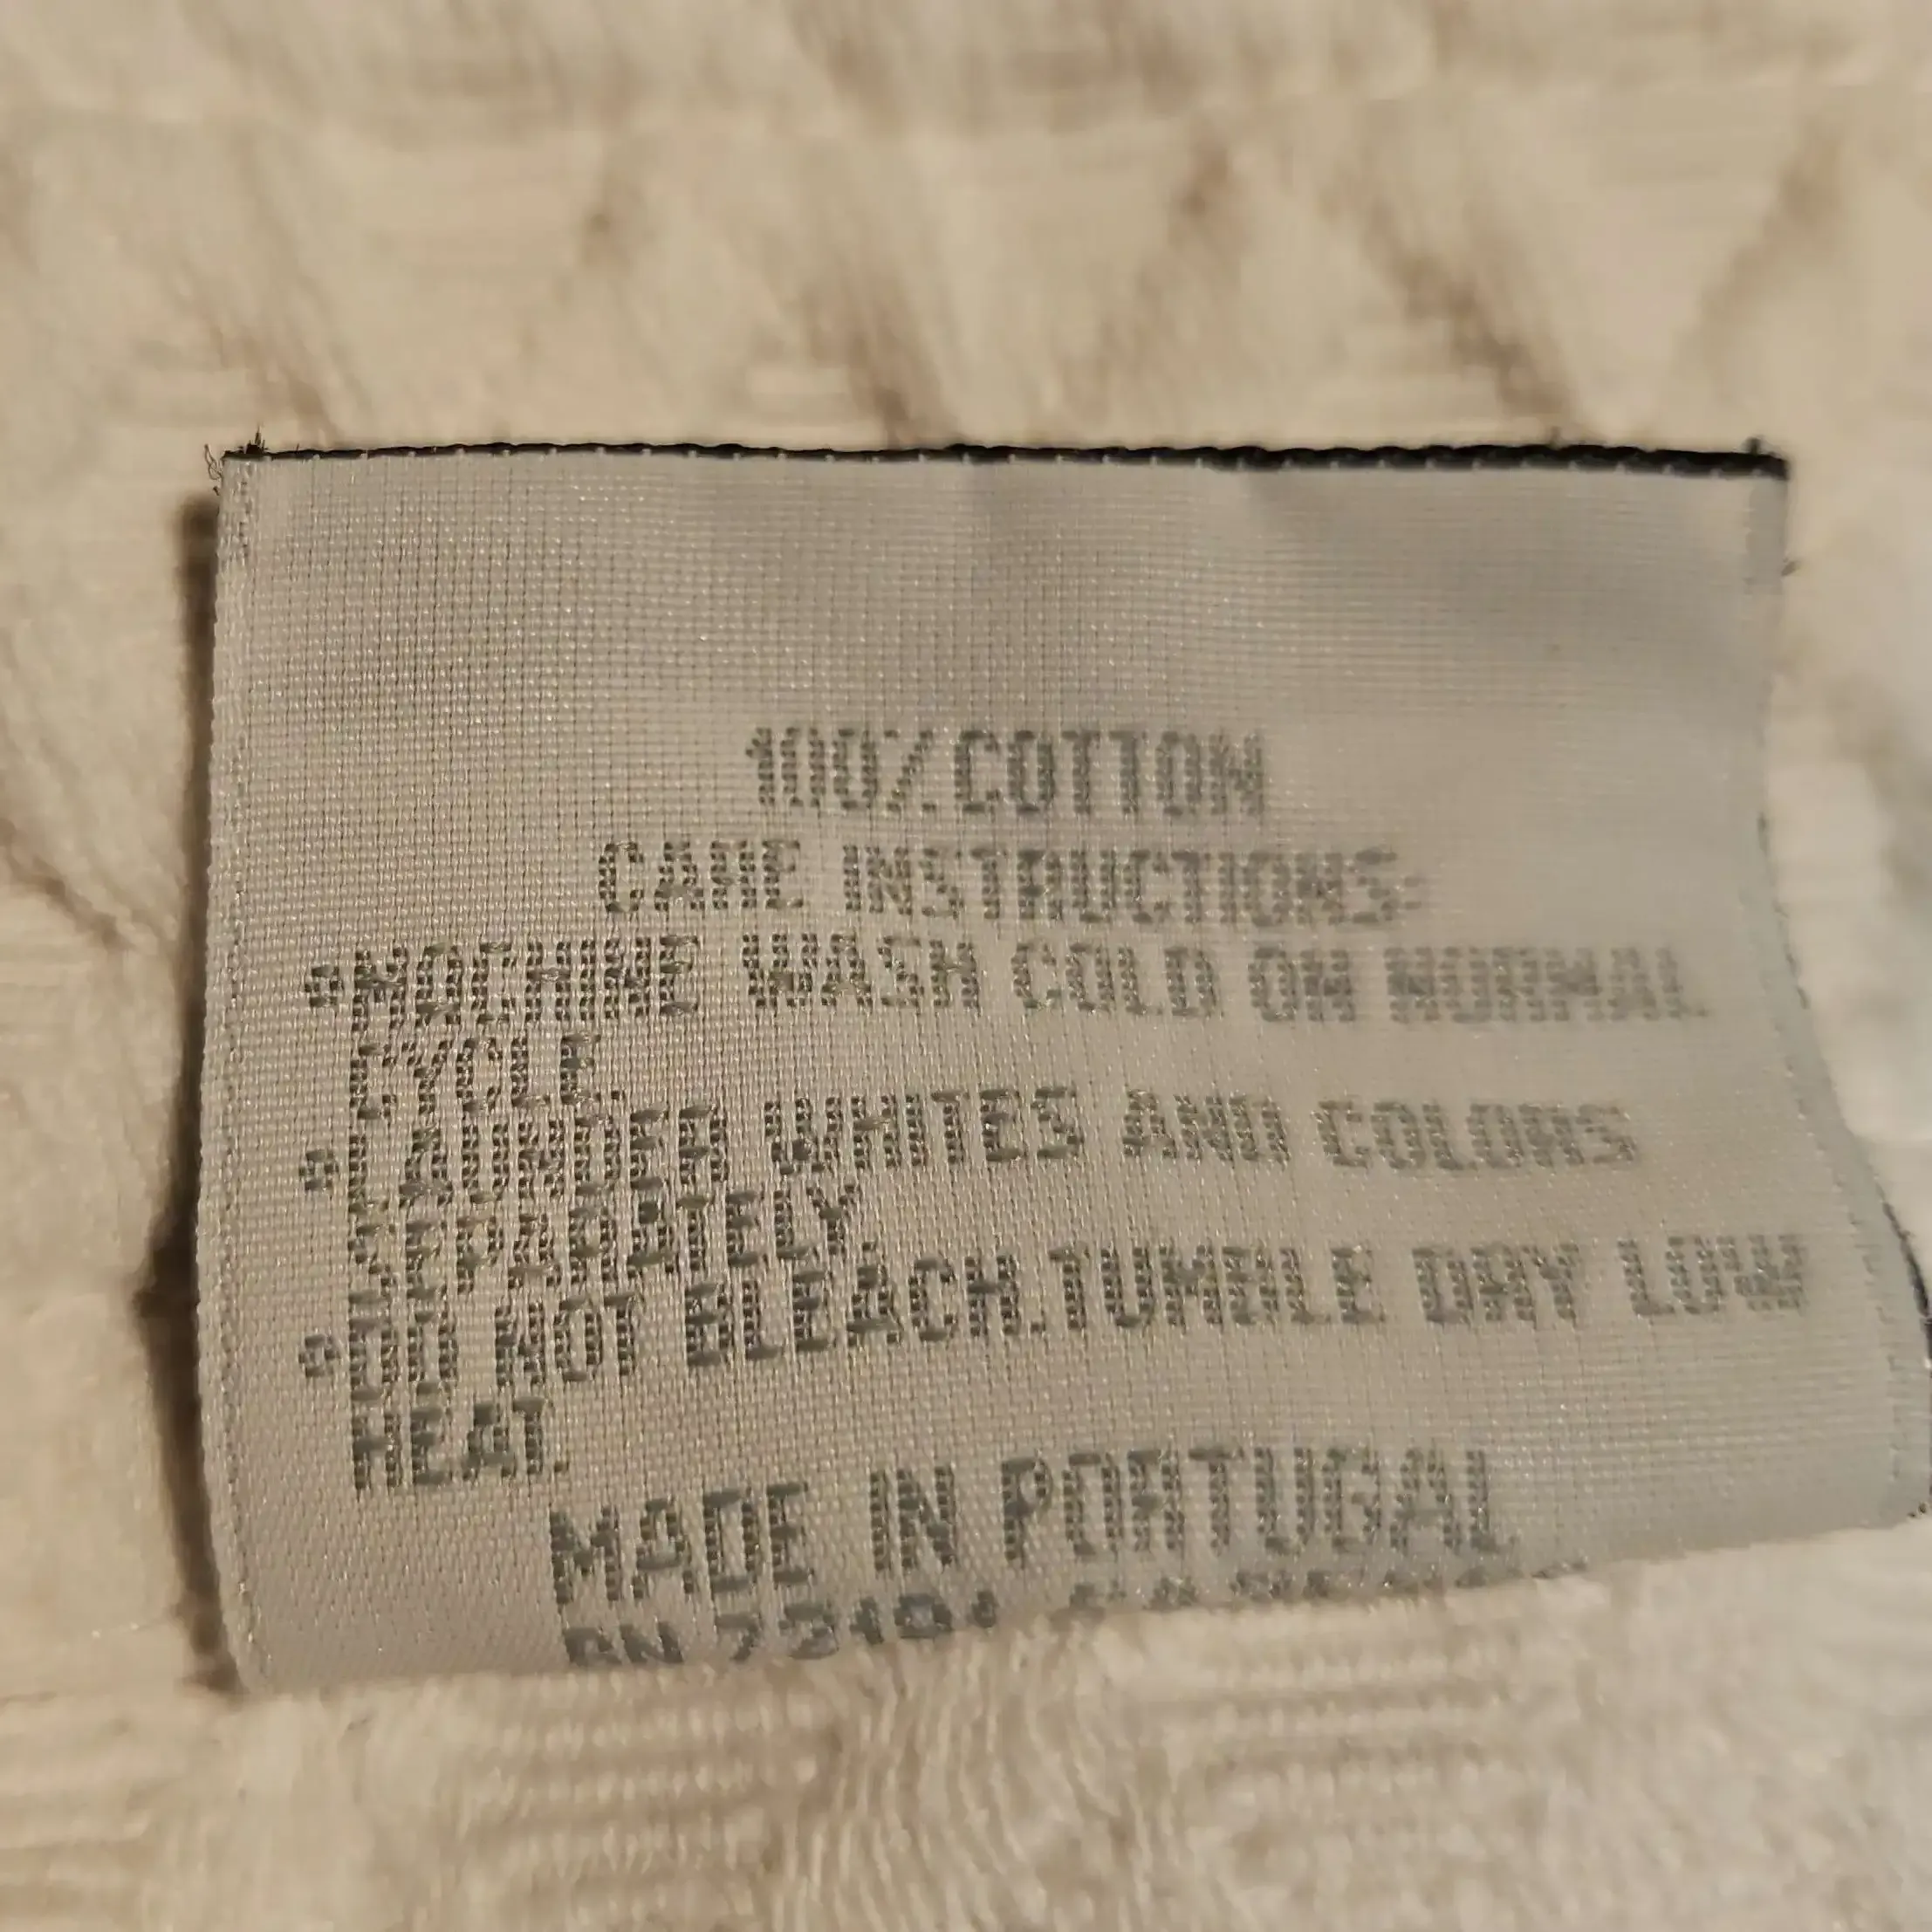 100% COTTON
CARE INSTRUCTIONS:
•MACHINE WASH COLD ON NORMAL
CYCLE.
•LAUNDER WHITES AND COLORS
SEPARATELY.
•DO NOT BLEACH. TUMBLE DRY LOW
HEAT.
MADE IN PORTUGAL
RN